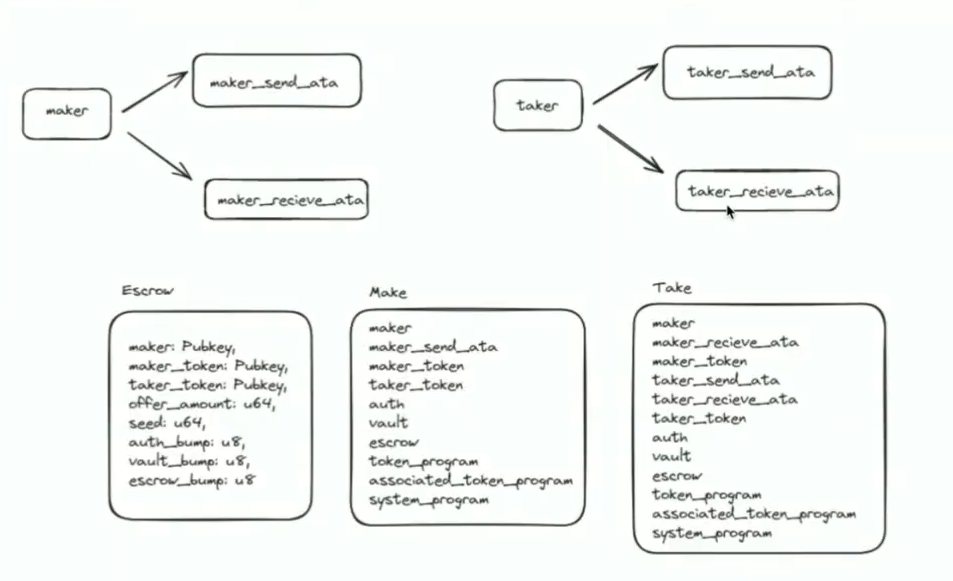 maker
maker_send_ata
maker_recieve_ata
taker
taker_send_ata
taker_recieve_ata
Escrow
maker: Pubkey,
maker_token: Pubkey,
taker_token: Pubkey,
offer_amount: u64,
seed: u64,
auth_bump: u8,
vault_bump: u8,
escrow_bump: u8
Make
maker
maker_send_ata
maker_token
taker_token
auth
vault
escrow
token_program
associated_token_program
system_program
Take
maker
maker_recieve_ata
maker_token
taker_send_ata
taker_recieve_ata
taker_token
auth
vault
escrow
token_program
associated_token_program
system_program